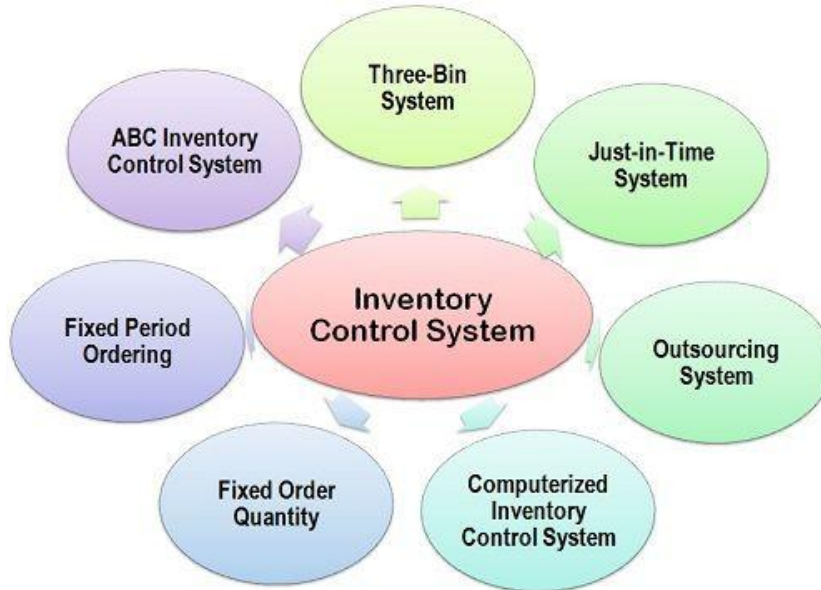 Three-Bin
System
ABC Inventory
Control System
Just-in-Time
System
Inventory
Control System
Fixed Period
Ordering
Outsourcing
System
Fixed Order
Quantity
Computerized
Inventory
Control System